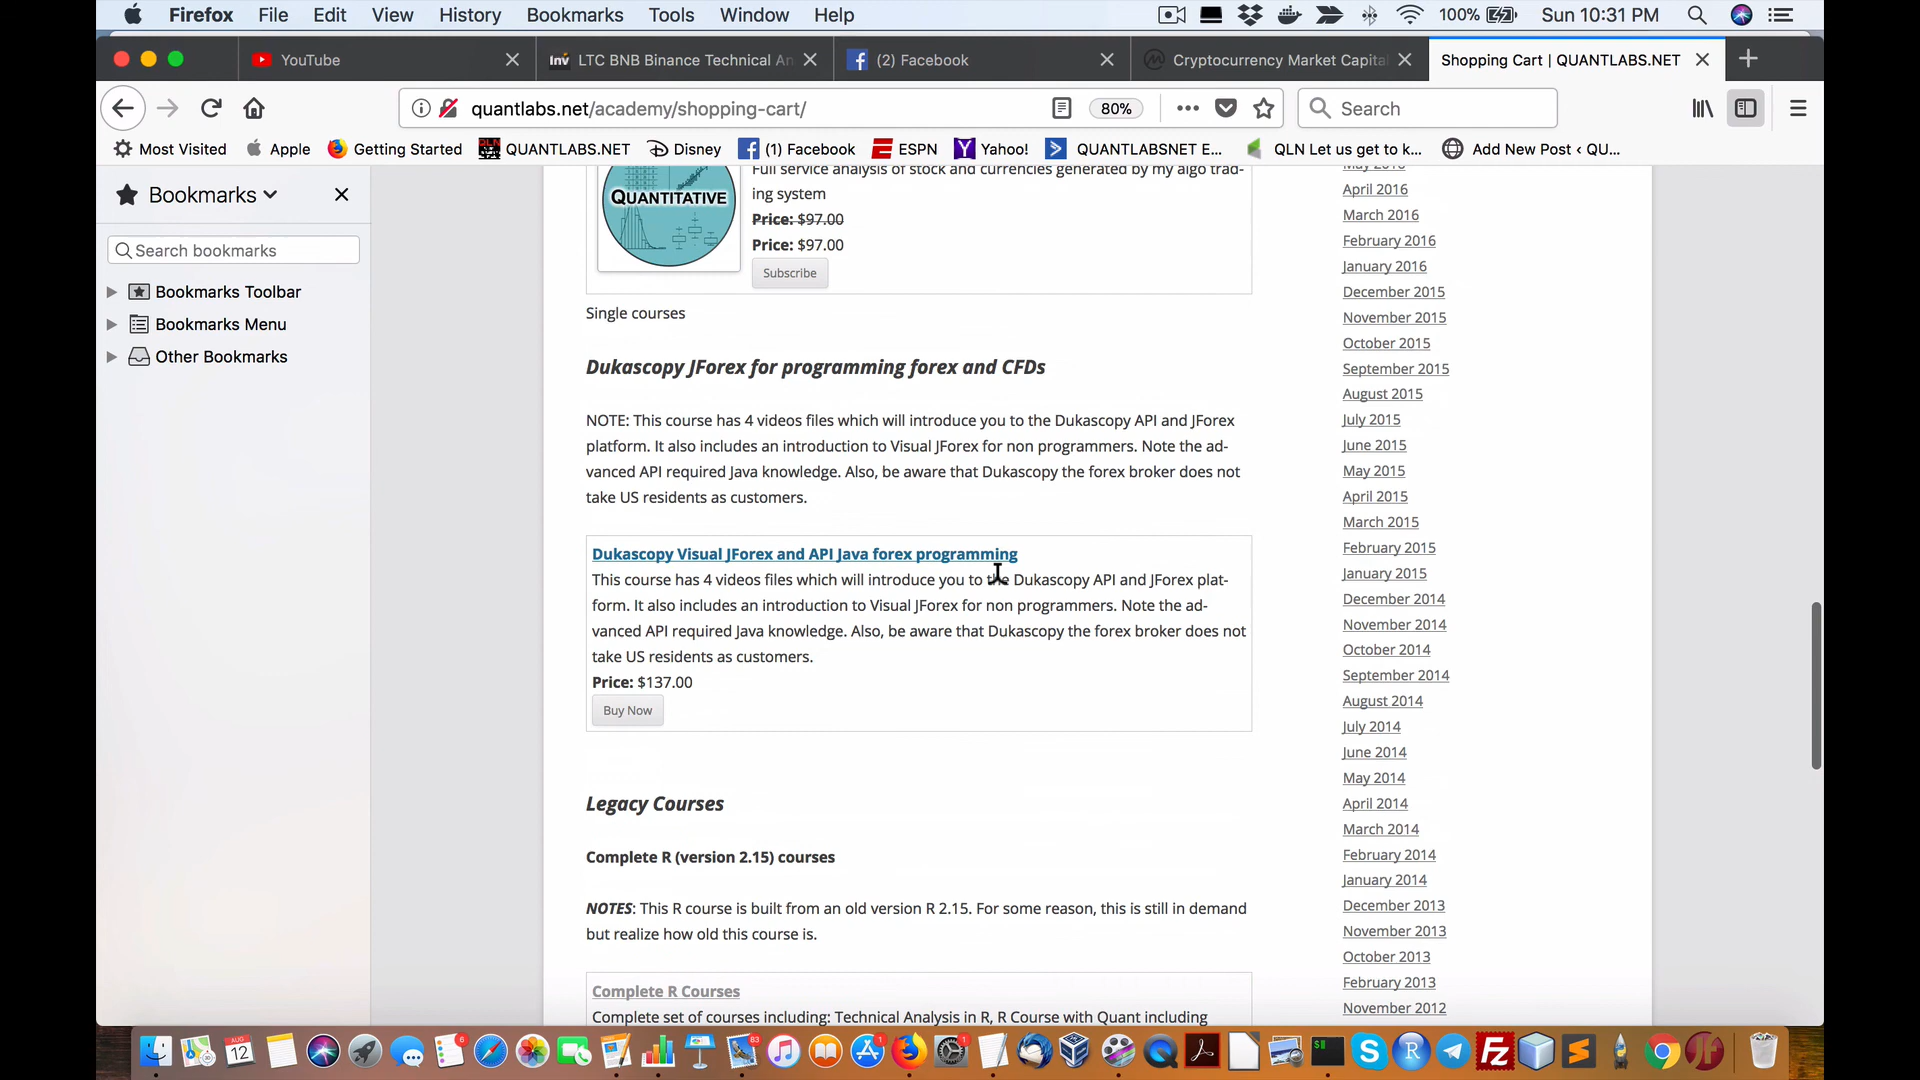 Firefox File Edit View History Bookmarks Tools Window Help 100% Sun 10:31 PM
YouTube
LTC BNB Binance Technical An
(2) Facebook
Cryptocurrency Market Capital
Shopping Cart | QUANTLABS.NET
quantlabs.net/academy/shopping-cart/
80%
Search
Most Visited
Apple
Getting Started
QUANTLABS.NET
Disney
(1) Facebook
ESPN
Yahoo!
QUANTLABSNET E...
QLN Let us get to k...
Add New Post ‹ QU...
Bookmarks
Search bookmarks
Bookmarks Toolbar
Bookmarks Menu
Other Bookmarks
QUANTITATIVE
Full service analysis of stock and currencies generated by my algo trad-
ing system
Price: $97.00
Price: $97.00
Subscribe
Single courses
Dukascopy JForex for programming forex and CFDs
NOTE: This course has 4 videos files which will introduce you to the Dukascopy API and JForex
platform. It also includes an introduction to Visual JForex for non programmers. Note the ad-
vanced API required Java knowledge. Also, be aware that Dukascopy the forex broker does not
take US residents as customers.
Dukascopy Visual JForex and API Java forex programming
This course has 4 videos files which will introduce you to the Dukascopy API and JForex plat-
form. It also includes an introduction to Visual JForex for non programmers. Note the ad-
vanced API required Java knowledge. Also, be aware that Dukascopy the forex broker does not
take US residents as customers.
Price: $137.00
Buy Now
Legacy Courses
Complete R (version 2.15) courses
NOTES: This R course is built from an old version R 2.15. For some reason, this is still in demand
but realize how old this course is.
Complete R Courses
Complete set of courses including: Technical Analysis in R, R Course with Quant including
May 2016
April 2016
March 2016
February 2016
January 2016
December 2015
November 2015
October 2015
September 2015
August 2015
July 2015
June 2015
May 2015
April 2015
March 2015
February 2015
January 2015
December 2014
November 2014
October 2014
September 2014
August 2014
July 2014
June 2014
May 2014
April 2014
March 2014
February 2014
January 2014
December 2013
November 2013
October 2013
February 2013
November 2012